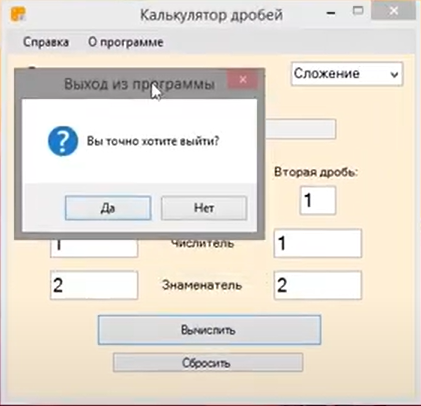 Калькулятор дробей
Справка О программе
Сложение
Выход из программы
Вы точно хотите выйти?
Да Нет
Вторая дробь:
1
1 Числитель 1
2 Знаменатель 2
Вычислить
Сбросить